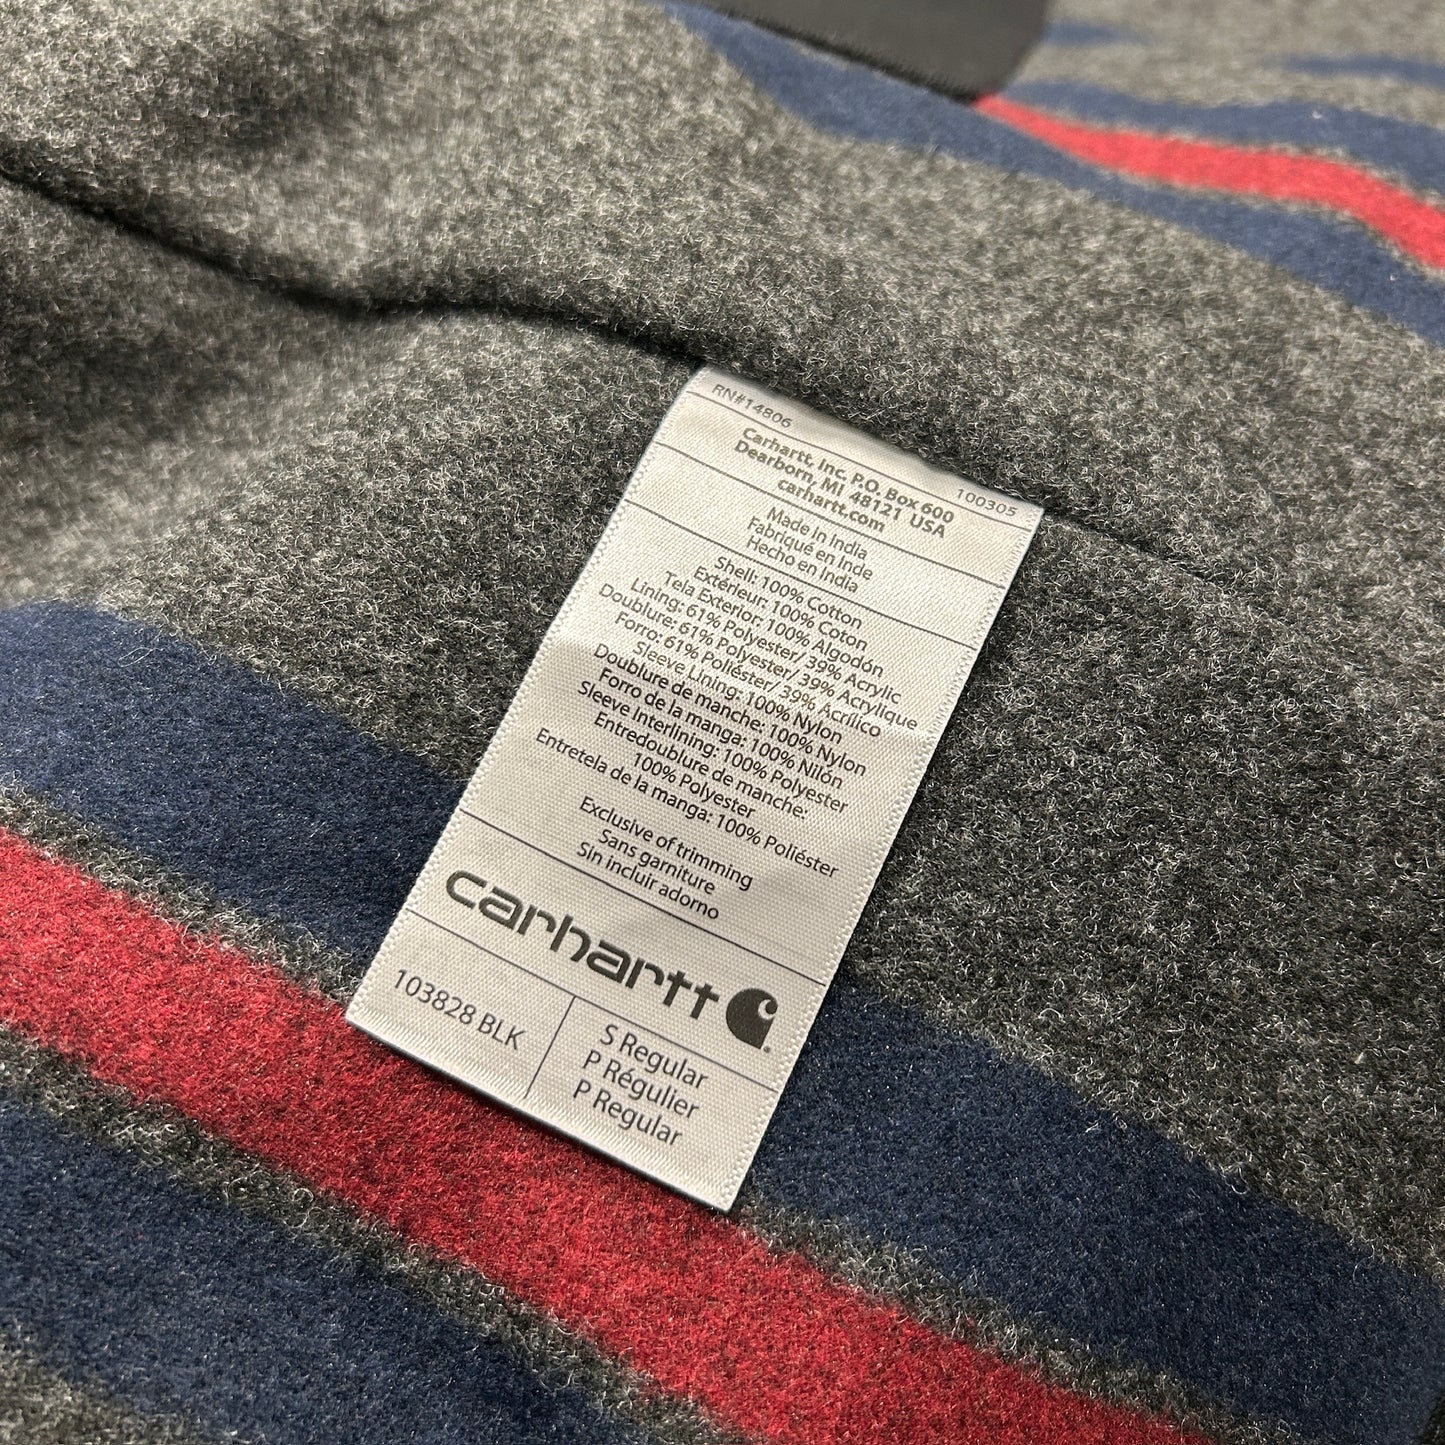 RN#14806
100305
Carhartt, Inc. P.O. Box 600
Dearborn, MI 48121 USA
carhartt.com
Made in India
Fabriqué en Inde
Hecho en India
Shell: 100% Cotton
Extérieur: 100% Coton
Tela Exterior: 100% Algodón
Lining: 61% Polyester/ 39% Acrylic
Doublure: 61% Polyester/ 39% Acrylique
Forro: 61% Poliéster/ 39% Acrílico
Sleeve Lining: 100% Nylon
Doublure de manche: 100% Nylon
Forro de la manga: 100% Nilón
Sleeve Interlining: 100% Polyester
Entredoublure de manche:
100% Polyester
Entretela de la manga: 100% Poliéster
Exclusive of trimming
Sans garniture
Sin incluir adorno
carhartt
103828 BLK
S Regular
P Régulier
P Regular